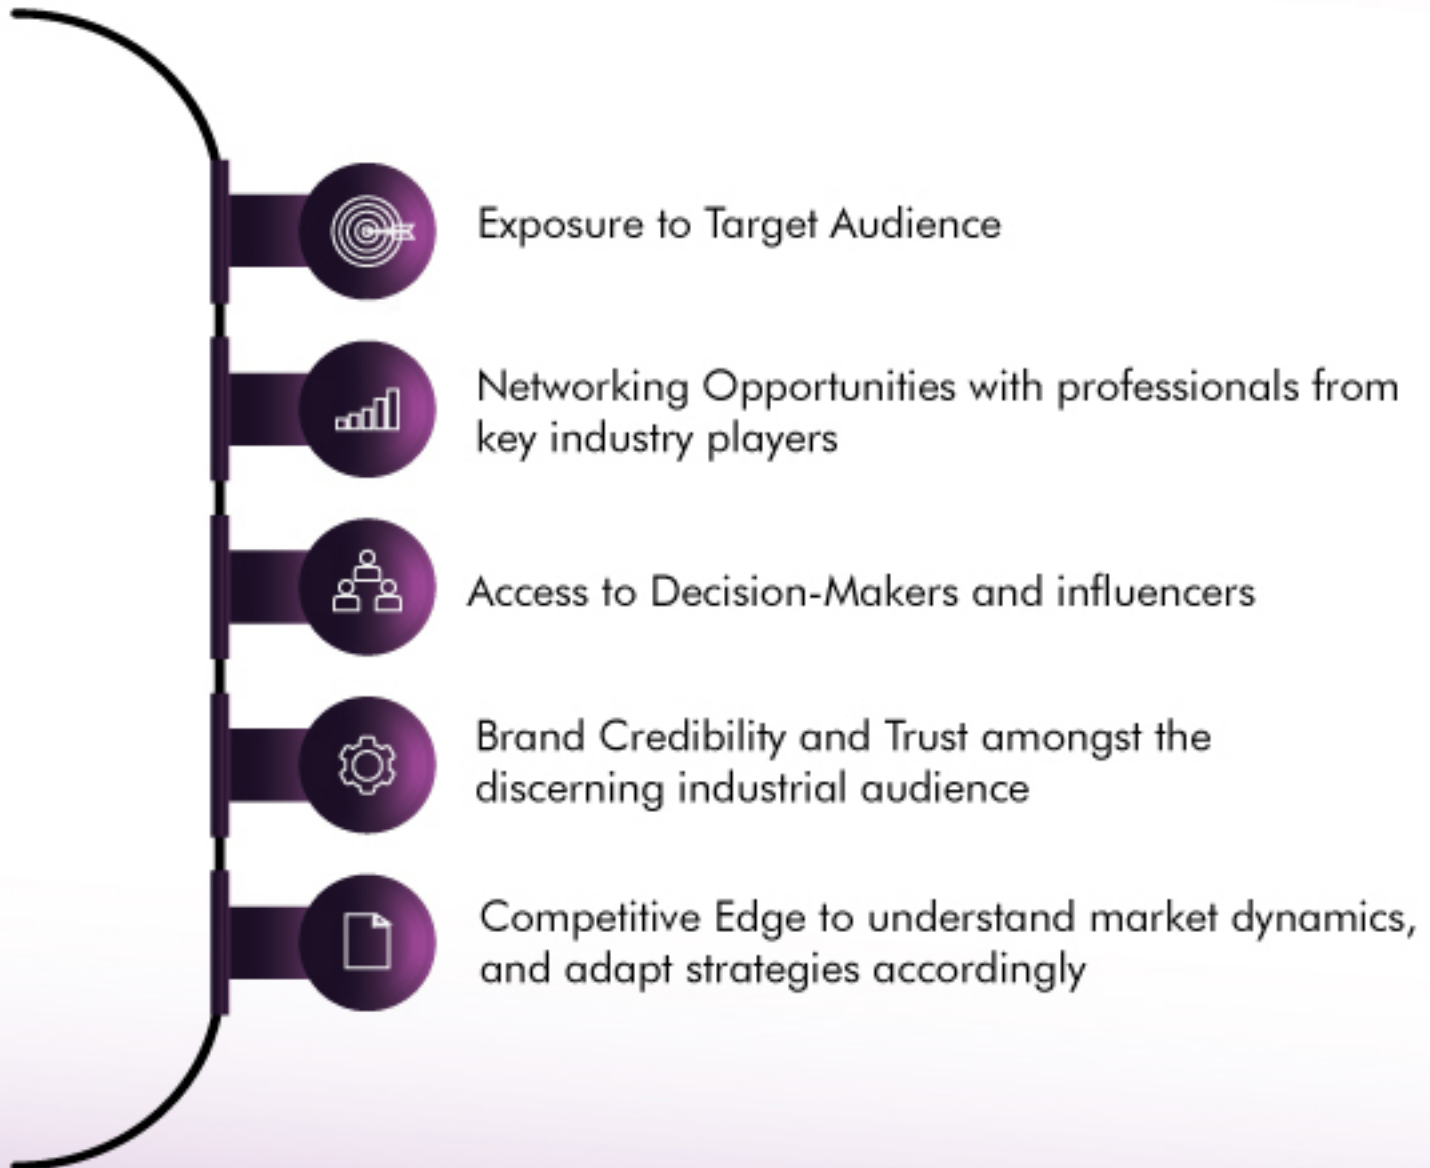 Exposure to Target Audience
Networking Opportunities with professionals from
key industry players
Access to Decision-Makers and influencers
Brand Credibility and Trust amongst the
discerning industrial audience
Competitive Edge to understand market dynamics,
and adapt strategies accordingly